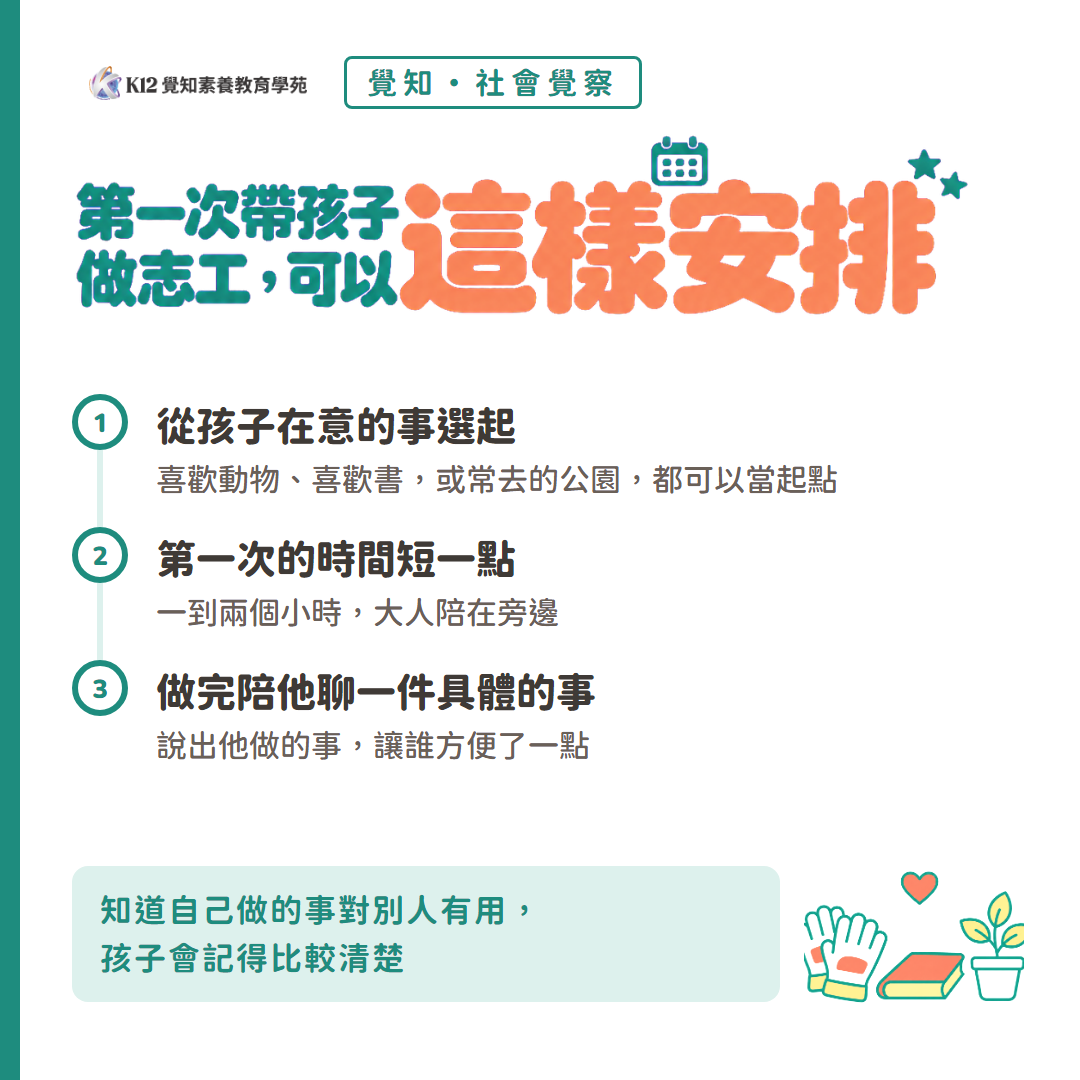 K12 覺知素養教育學苑
覺知·社會覺察
第一次帶孩子
做志工,可以這樣安排
1
從孩子在意的事選起
喜歡動物、喜歡書,或常去的公園,都可以當起點
2
第一次的時間短一點
一到兩個小時,大人陪在旁邊
3
做完陪他聊一件具體的事
說出他做的事,讓誰方便了一點
知道自己做的事對別人有用,
孩子會記得比較清楚